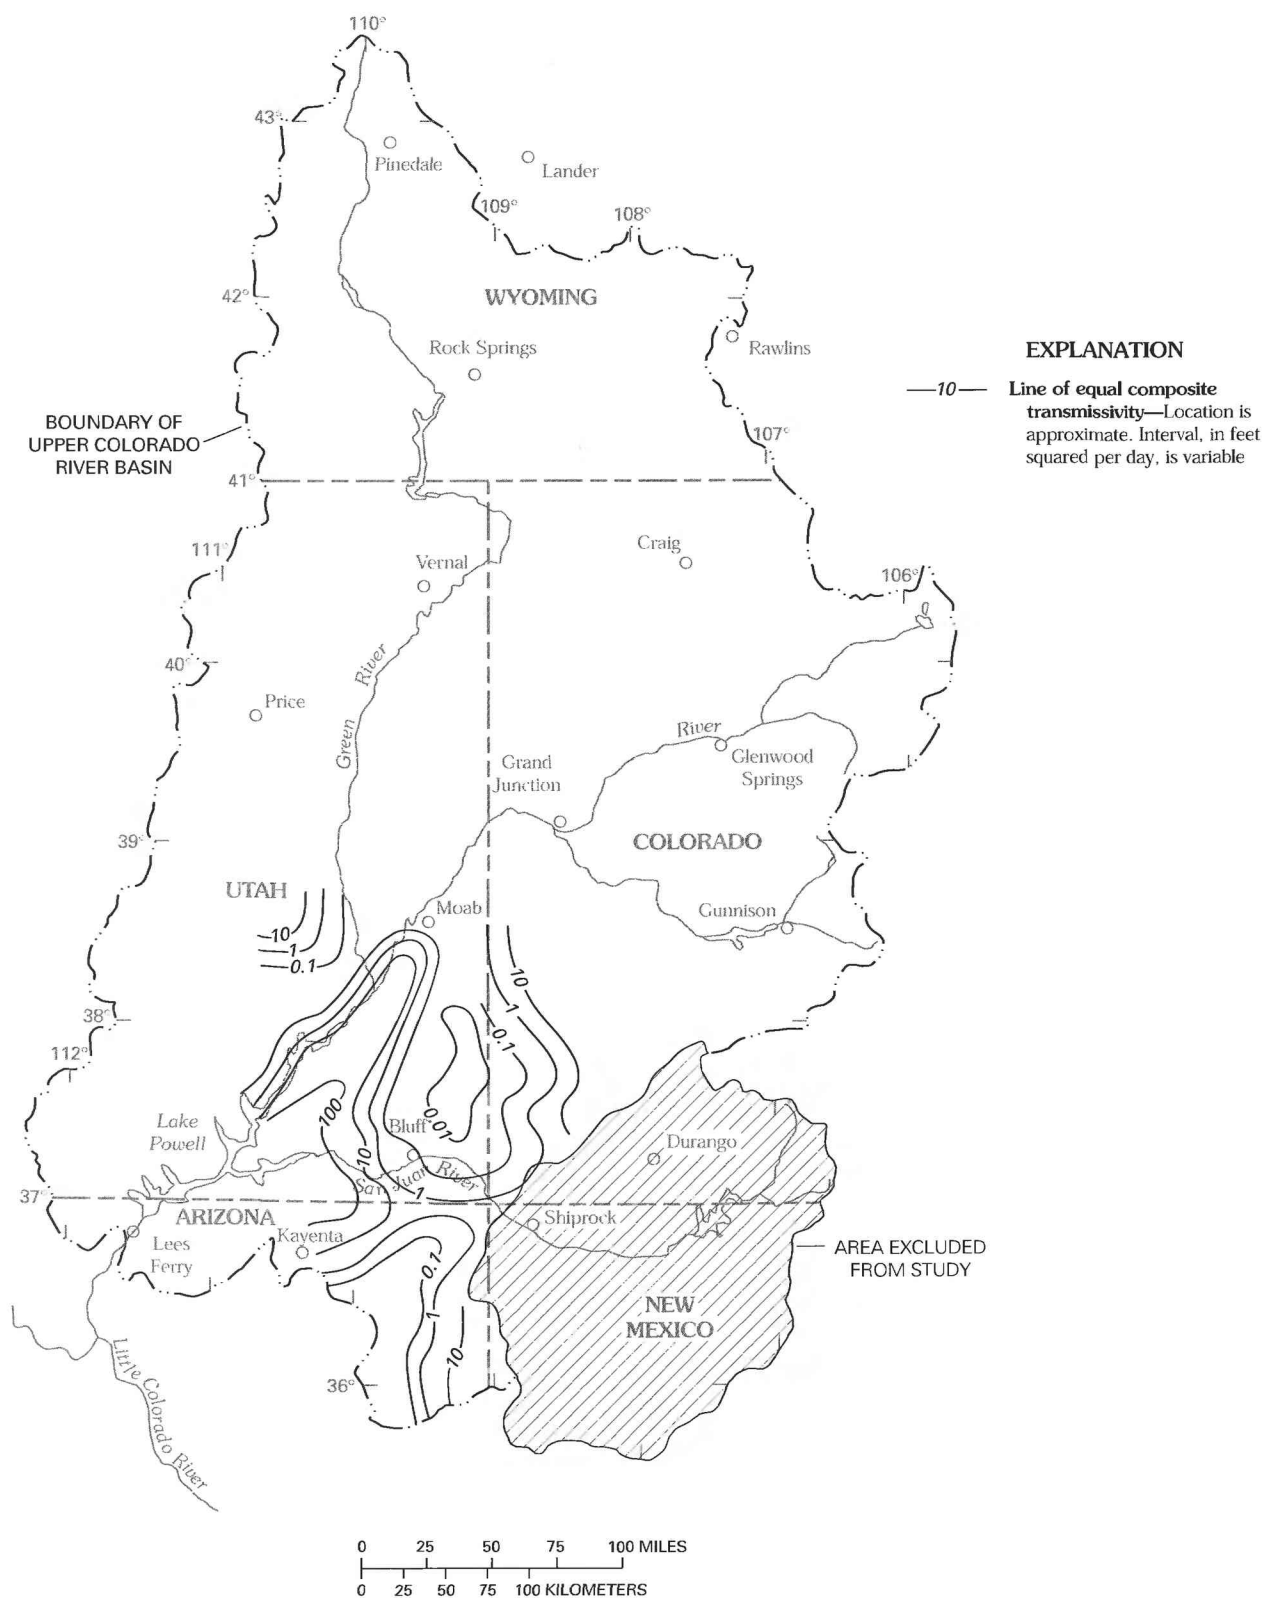 110°
43°
Pinedale
Lander
109°
108°
42°
WYOMING
Rock Springs
Rawlins
EXPLANATION
—10— Line of equal composite
transmissivity—Location is
approximate. Interval, in feet
squared per day, is variable
BOUNDARY OF
UPPER COLORADO
RIVER BASIN
107°
41°
111°
Vernal
Craig
106°
40°
Green River
Price
River
Glenwood
Springs
Grand
Junction
39°
COLORADO
UTAH
Moab
Gunnison
10
1
0.1
10
1
0.1
38°
112°
0.01
100
Lake
Powell
Bluff
Durango
10
San Juan River
1
37°
ARIZONA
Kayenta
Shiprock
Lees
Ferry
AREA EXCLUDED
FROM STUDY
0.1
1
10
NEW
MEXICO
36°
Little Colorado River
0 25 50 75 100 MILES
0 25 50 75 100 KILOMETERS